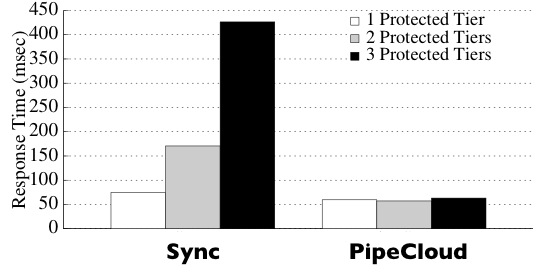 450
400
350
300
250
200
150
100
50
0
Response Time (msec)
1 Protected Tier
2 Protected Tiers
3 Protected Tiers
Sync
PipeCloud